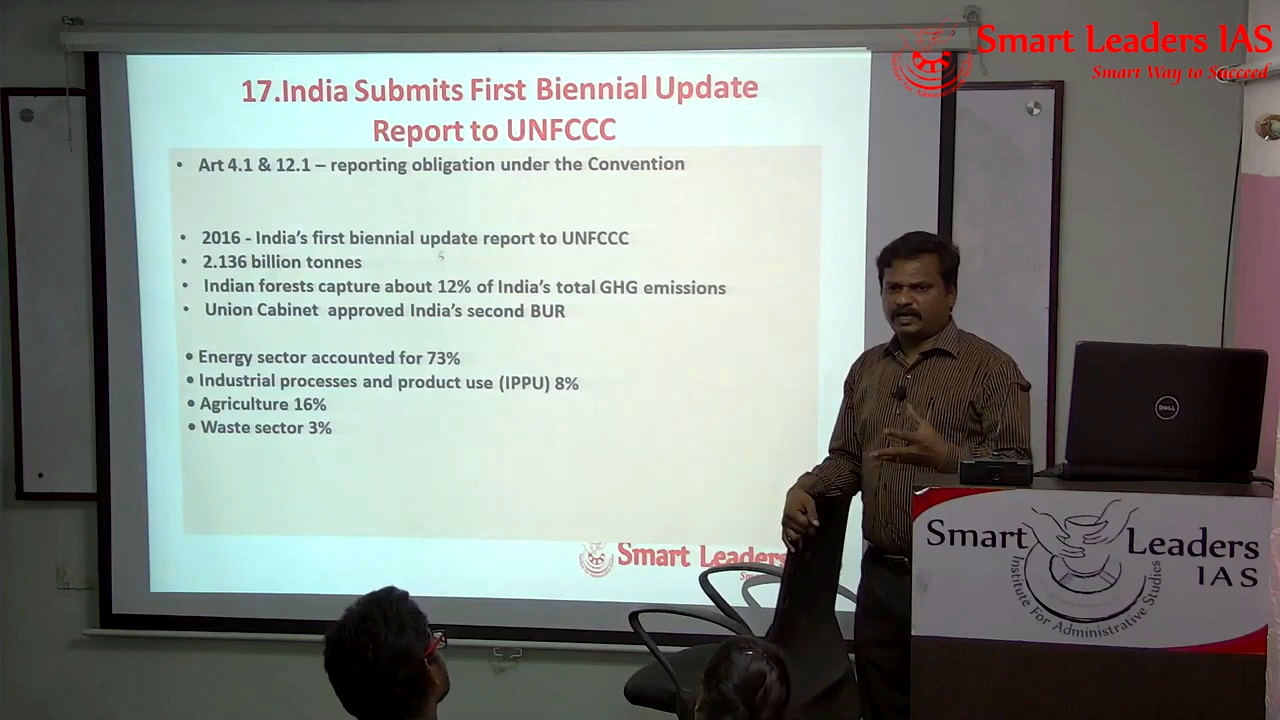 Smart Leaders IAS
Smart Way to Succeed
17.India Submits First Biennial Update
Report to UNFCCC
• Art 4.1 & 12.1 – reporting obligation under the Convention
• 2016 - India's first biennial update report to UNFCCC
• 2.136 billion tonnes
• Indian forests capture about 12% of India's total GHG emissions
• Union Cabinet approved India's second BUR
• Energy sector accounted for 73%
• Industrial processes and product use (IPPU) 8%
• Agriculture 16%
• Waste sector 3%
Smart Leaders
DELL
Smart Leaders
IAS
Institute For Administrative Studies